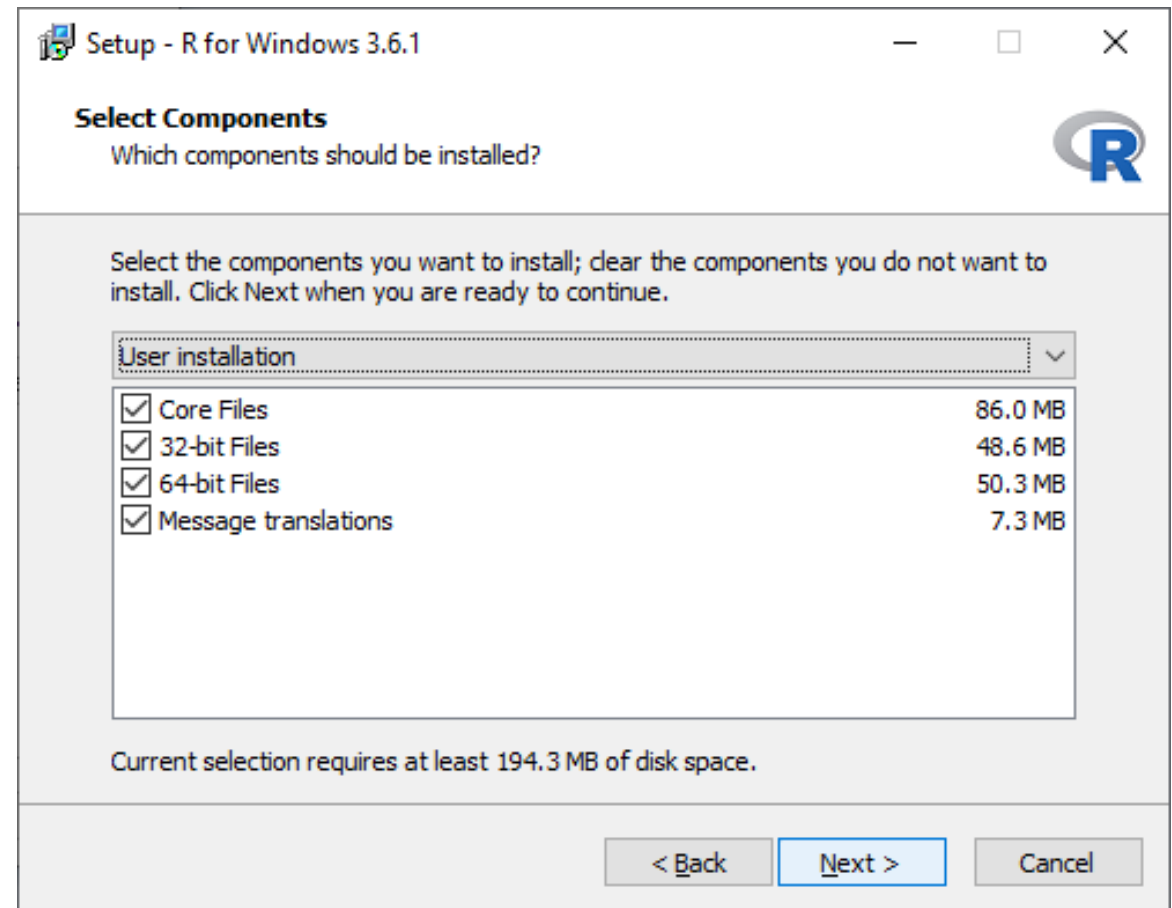 Setup - R for Windows 3.6.1
Select Components
Which components should be installed?
R
Select the components you want to install; clear the components you do not want to
install. Click Next when you are ready to continue.
User installation
Core Files 86.0 MB
32-bit Files 48.6 MB
64-bit Files 50.3 MB
Message translations 7.3 MB
Current selection requires at least 194.3 MB of disk space.
< Back Next > Cancel